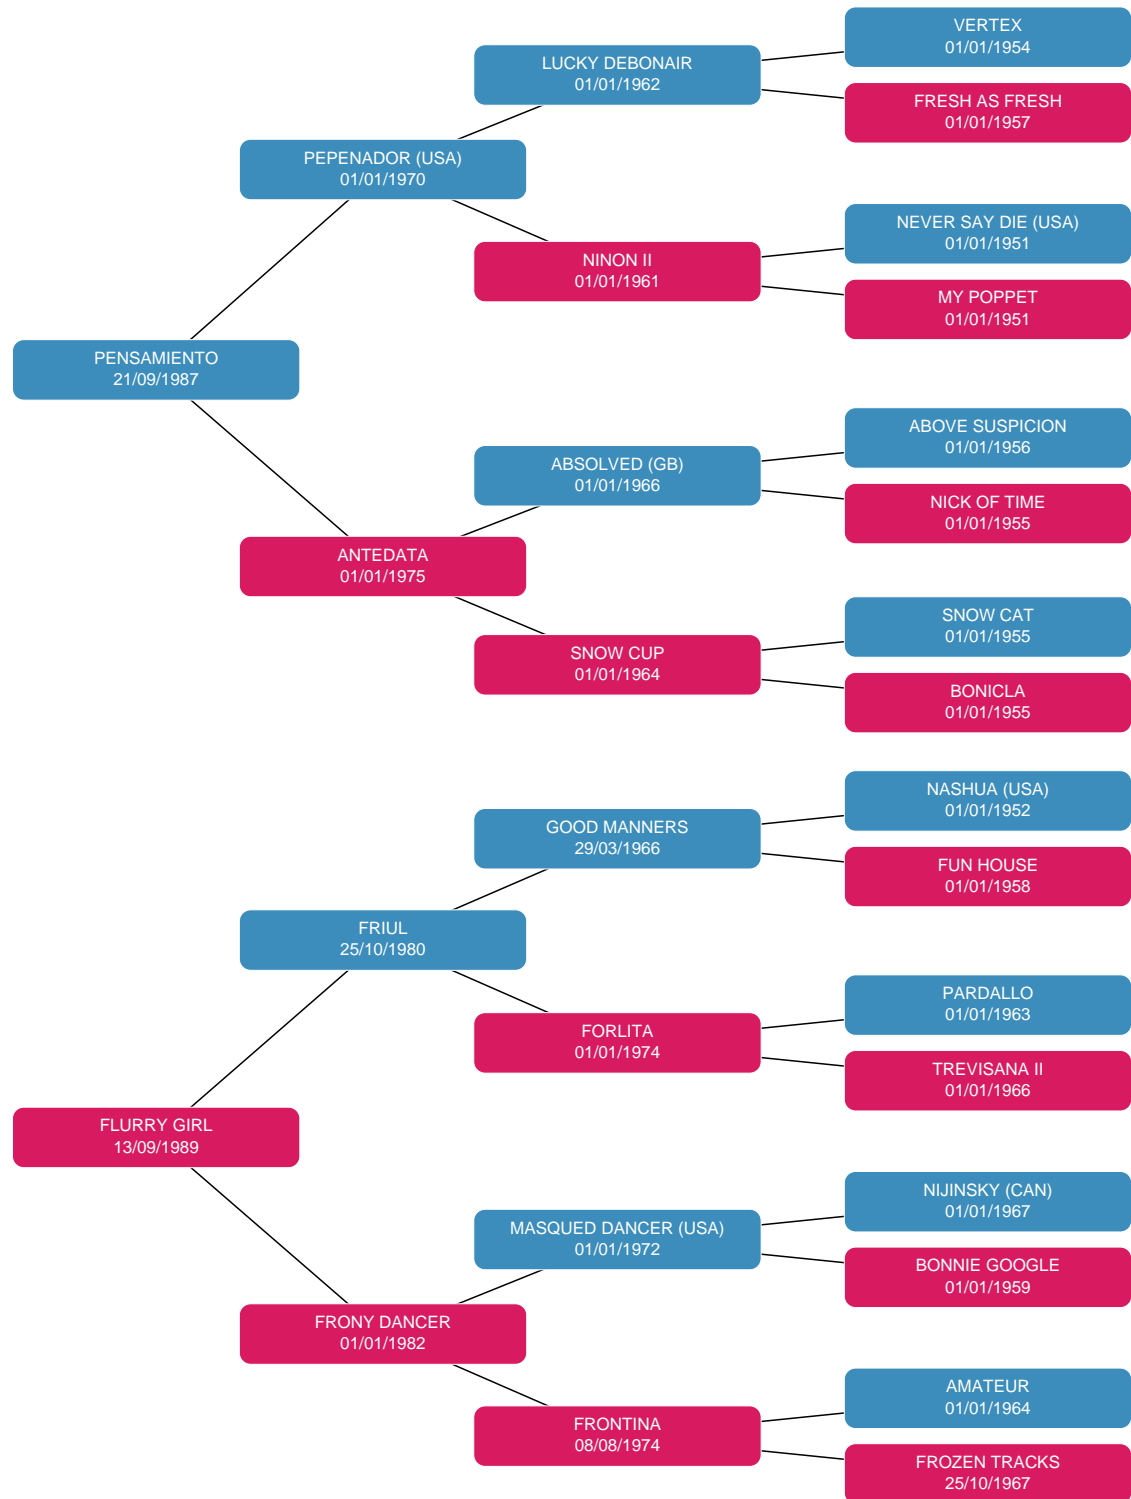 VERTEX
01/01/1954
LUCKY DEBONAIR
01/01/1962
FRESH AS FRESH
01/01/1957
PEPENADOR (USA)
01/01/1970
NEVER SAY DIE (USA)
01/01/1951
NINON II
01/01/1961
MY POPPET
01/01/1951
PENSAMIENTO
21/09/1987
ABOVE SUSPICION
01/01/1956
ABSOLVED (GB)
01/01/1966
NICK OF TIME
01/01/1955
ANTEDATA
01/01/1975
SNOW CAT
01/01/1955
SNOW CUP
01/01/1964
BONICLA
01/01/1955
NASHUA (USA)
01/01/1952
GOOD MANNERS
29/03/1966
FUN HOUSE
01/01/1958
FRIUL
25/10/1980
PARDALLO
01/01/1963
FORLITA
01/01/1974
TREVISANA II
01/01/1966
FLURRY GIRL
13/09/1989
NIJINSKY (CAN)
01/01/1967
MASQUED DANCER (USA)
01/01/1972
BONNIE GOOGLE
01/01/1959
FRONY DANCER
01/01/1982
AMATEUR
01/01/1964
FRONTINA
08/08/1974
FROZEN TRACKS
25/10/1967